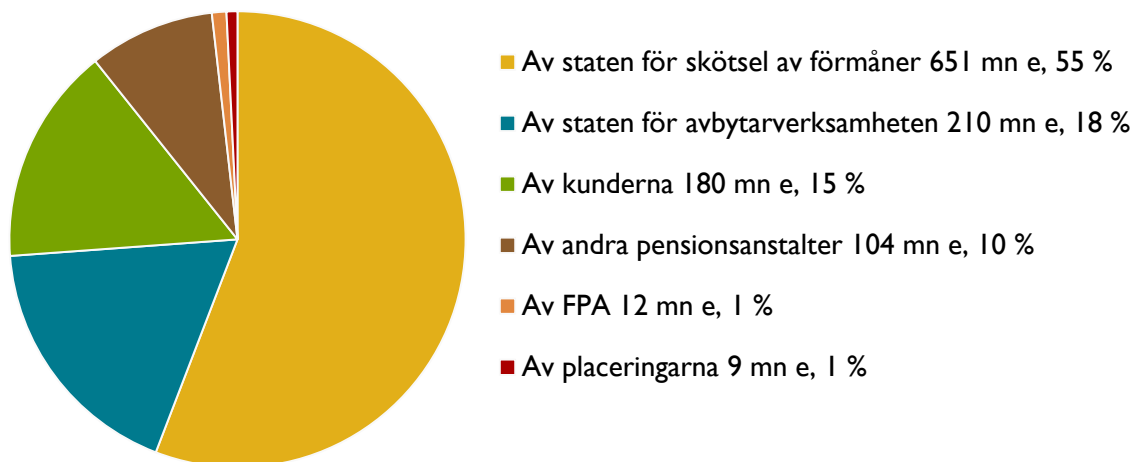 Av staten för skötsel av förmåner 651 mn e, 55 %
Av staten för avbytarverksamheten 210 mn e, 18 %
Av kunderna 180 mn e, 15 %
Av andra pensionsanstalter 104 mn e, 10 %
Av FPA 12 mn e, 1 %
Av placeringarna 9 mn e, 1 %